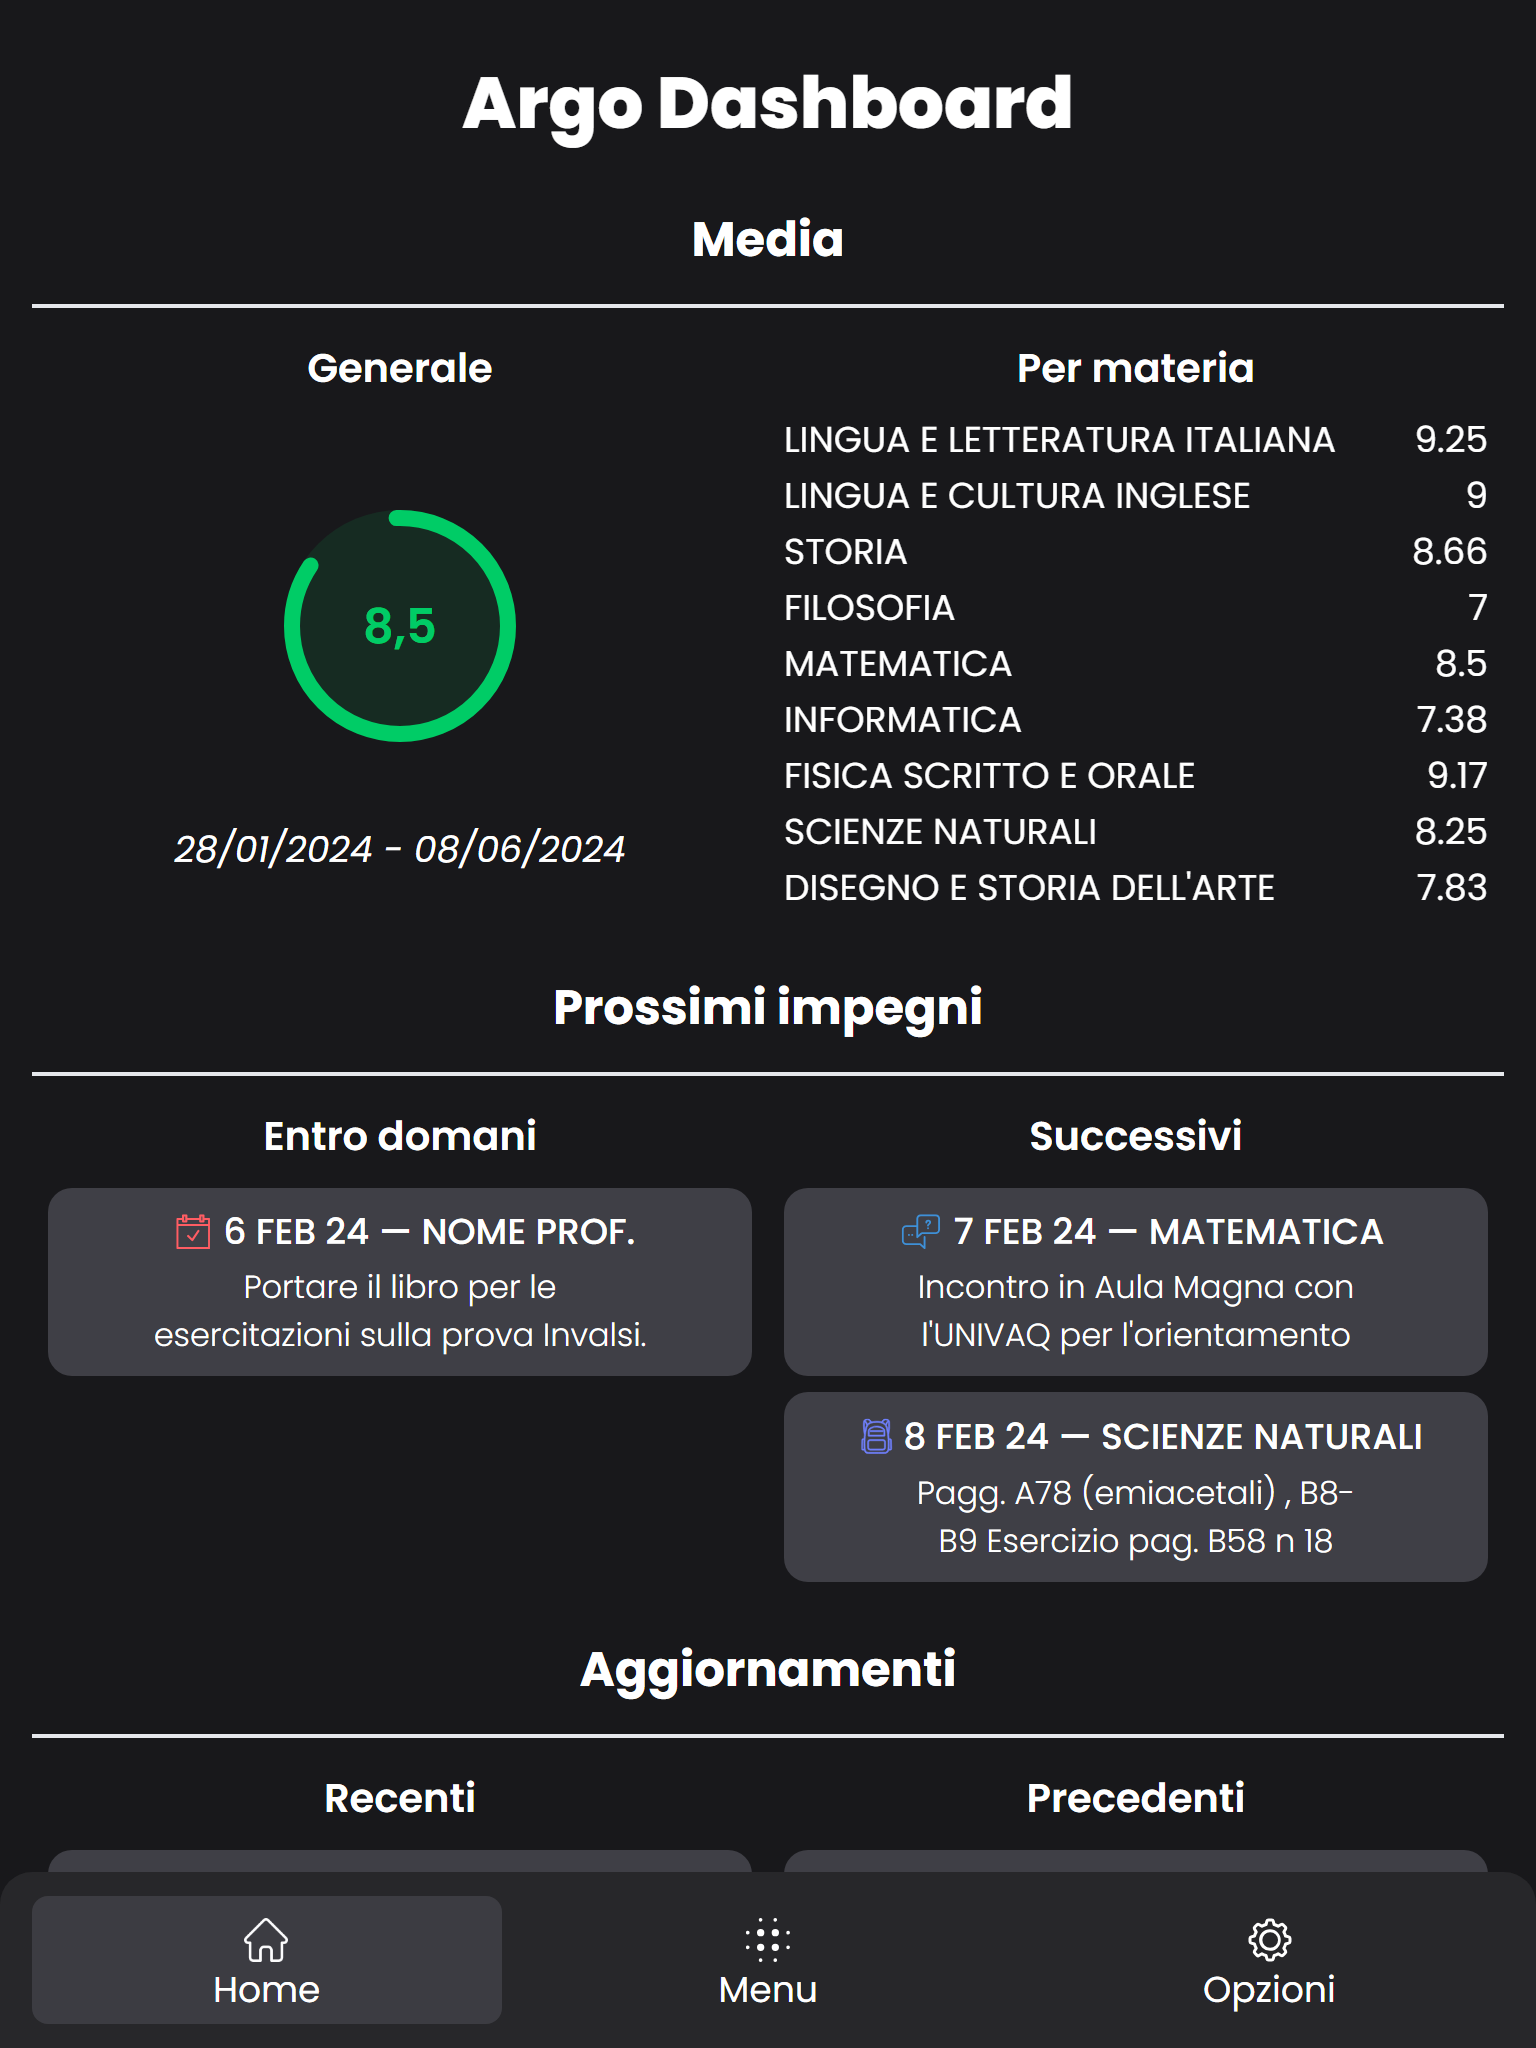 Argo Dashboard
Media
Generale
8,5
28/01/2024 - 08/06/2024
Per materia
LINGUA E LETTERATURA ITALIANA 9.25
LINGUA E CULTURA INGLESE 9
STORIA 8.66
FILOSOFIA 7
MATEMATICA 8.5
INFORMATICA 7.38
FISICA SCRITTO E ORALE 9.17
SCIENZE NATURALI 8.25
DISEGNO E STORIA DELL'ARTE 7.83
Prossimi impegni
Entro domani
6 FEB 24 — NOME PROF.
Portare il libro per le
esercitazioni sulla prova Invalsi.
Successivi
7 FEB 24 — MATEMATICA
Incontro in Aula Magna con
l'UNIVAQ per l'orientamento
8 FEB 24 — SCIENZE NATURALI
Pagg. A78 (emiacetali) , B8-
B9 Esercizio pag. B58 n 18
Aggiornamenti
Recenti
Precedenti
Home
Menu
Opzioni